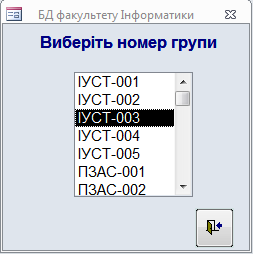 БД факультету Інформатики
Виберіть номер групи
ІУСТ-001
ІУСТ-002
ІУСТ-003
ІУСТ-004
ІУСТ-005
ПЗАС-001
ПЗАС-002